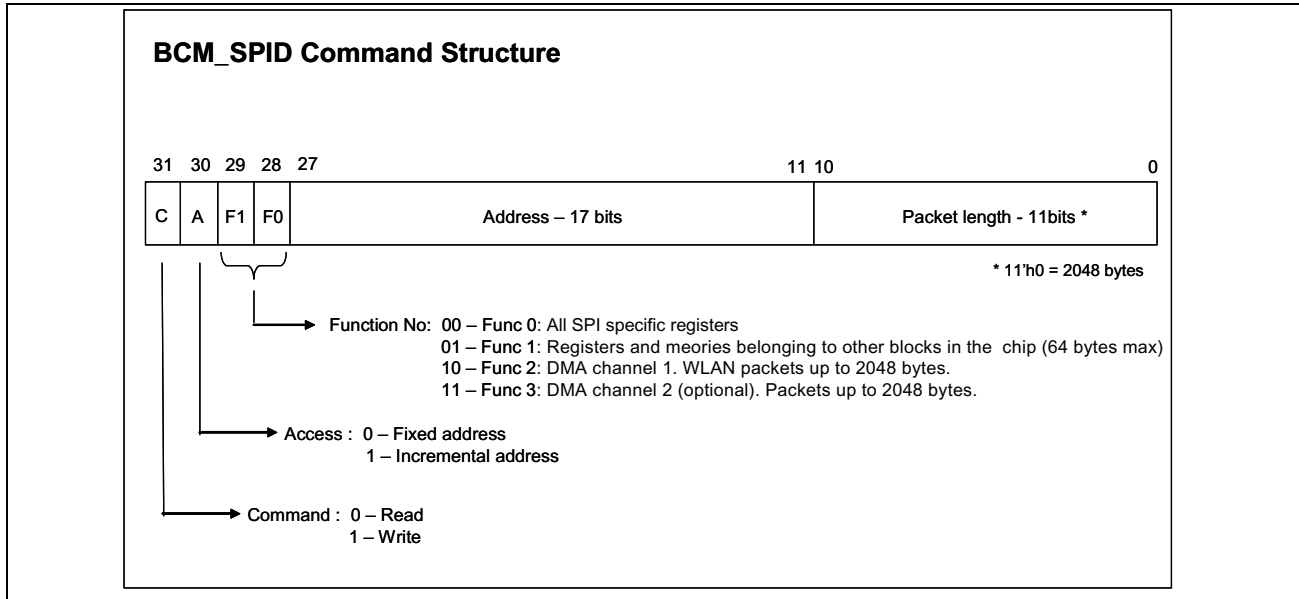 BCM_SPID Command Structure
31 30 29 28 27 11 10 0
C A F1 F0 Address – 17 bits Packet length - 11bits *
* 11'h0 = 2048 bytes
Function No: 00 – Func 0: All SPI specific registers
01 – Func 1: Registers and meories belonging to other blocks in the chip (64 bytes max)
10 – Func 2: DMA channel 1. WLAN packets up to 2048 bytes.
11 – Func 3: DMA channel 2 (optional). Packets up to 2048 bytes.
Access : 0 – Fixed address
1 – Incremental address
Command : 0 – Read
1 – Write